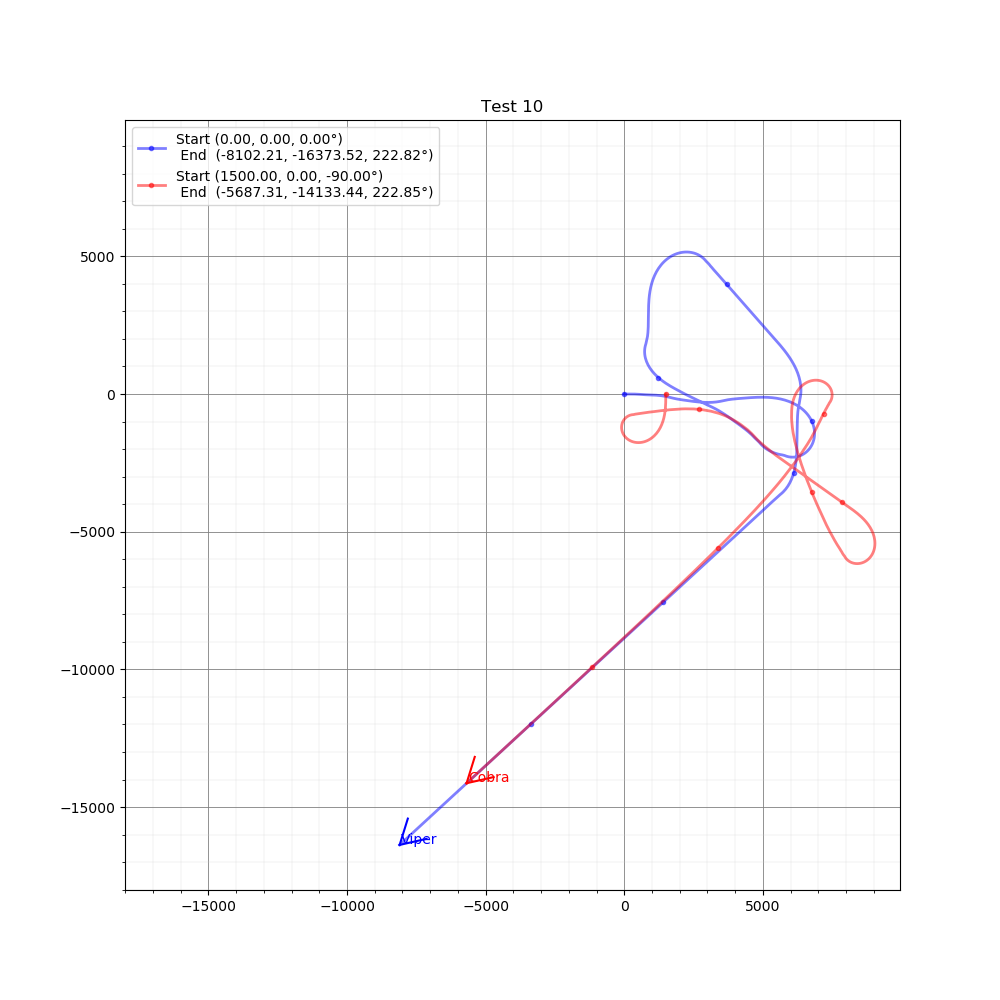 Test 10
Start (0.00, 0.00, 0.00°)
End  (-8102.21, -16373.52, 222.82°)
Start (1500.00, 0.00, -90.00°)
End  (-5687.31, -14133.44, 222.85°)
5000
0
−5000
−10000
−15000
Cobra
Viper
−15000
−10000
−5000
0
5000